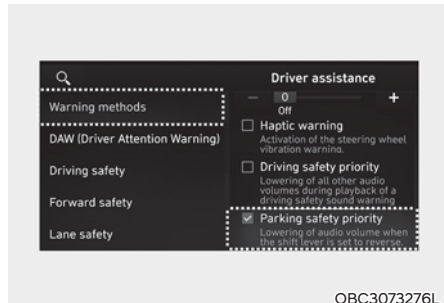 Driver assistance
Warning methods
DAW (Driver Attention Warning)
Driving safety
Forward safety
Lane safety
− 0 +
Off
Haptic warning
Activation of the steering wheel
vibration warning.
Driving safety priority
Lowering of all other audio
volumes during playback of a
driving safety sound warning
Parking safety priority
Lowering of audio volume when
the shift lever is set to reverse.
OBC3073276L